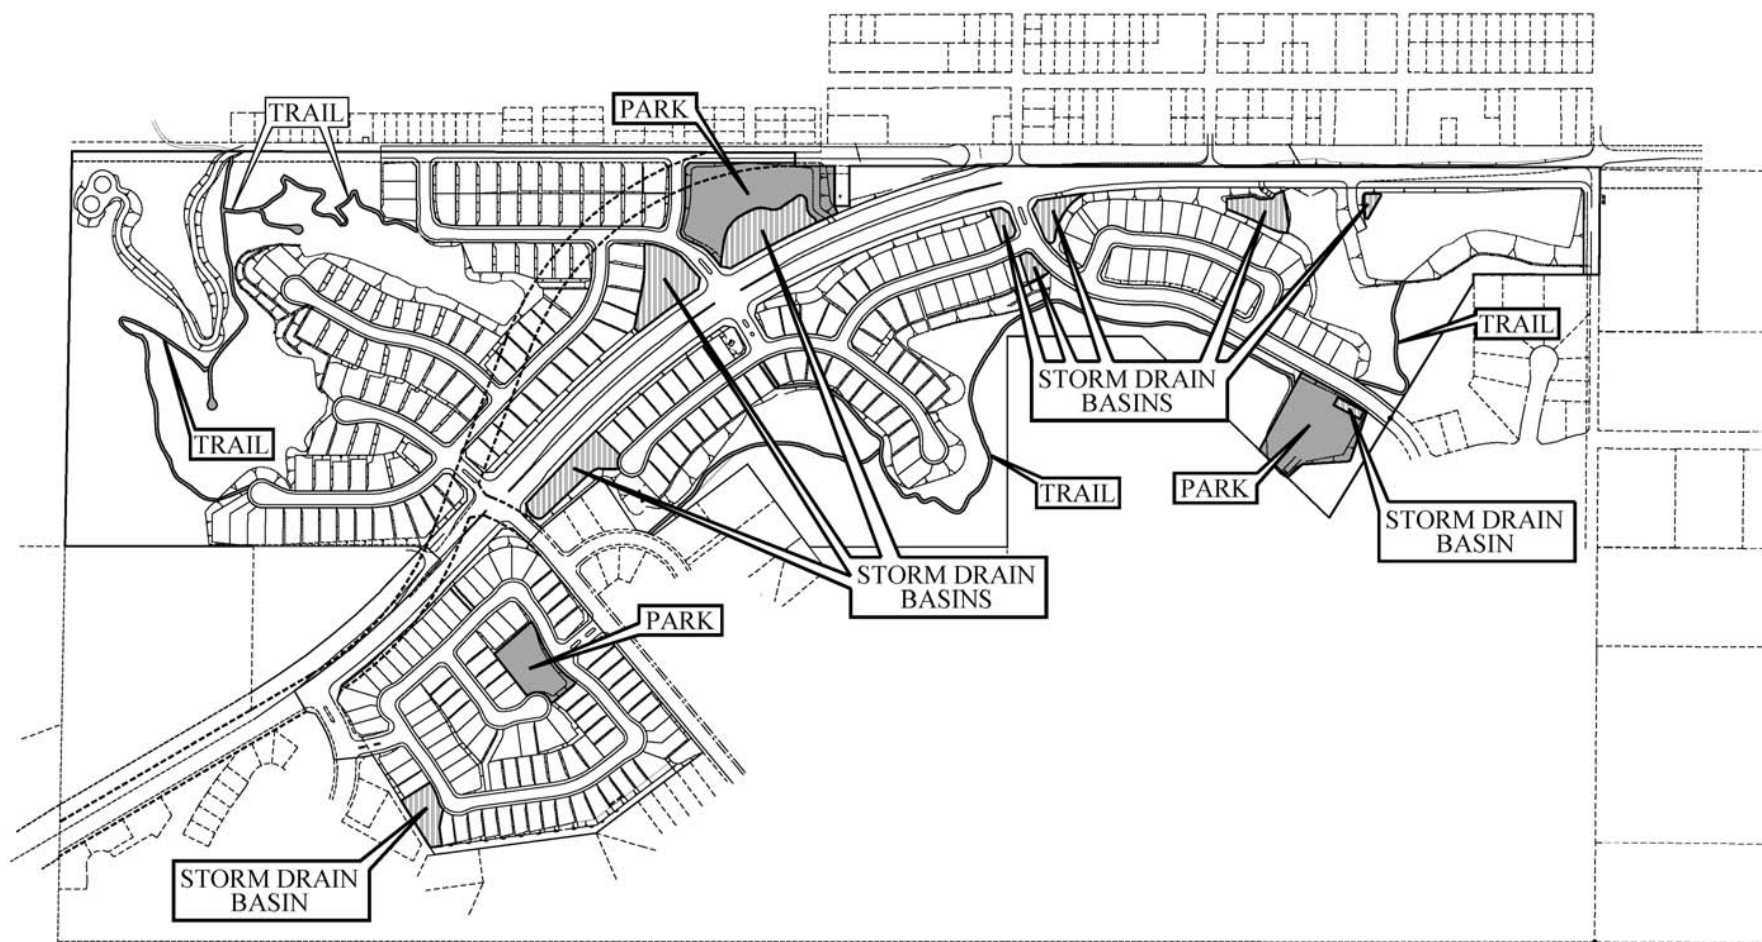 TRAIL
PARK
TRAIL
STORM DRAIN
BASINS
TRAIL
TRAIL
PARK
STORM DRAIN
BASIN
STORM DRAIN
BASINS
PARK
STORM DRAIN
BASIN